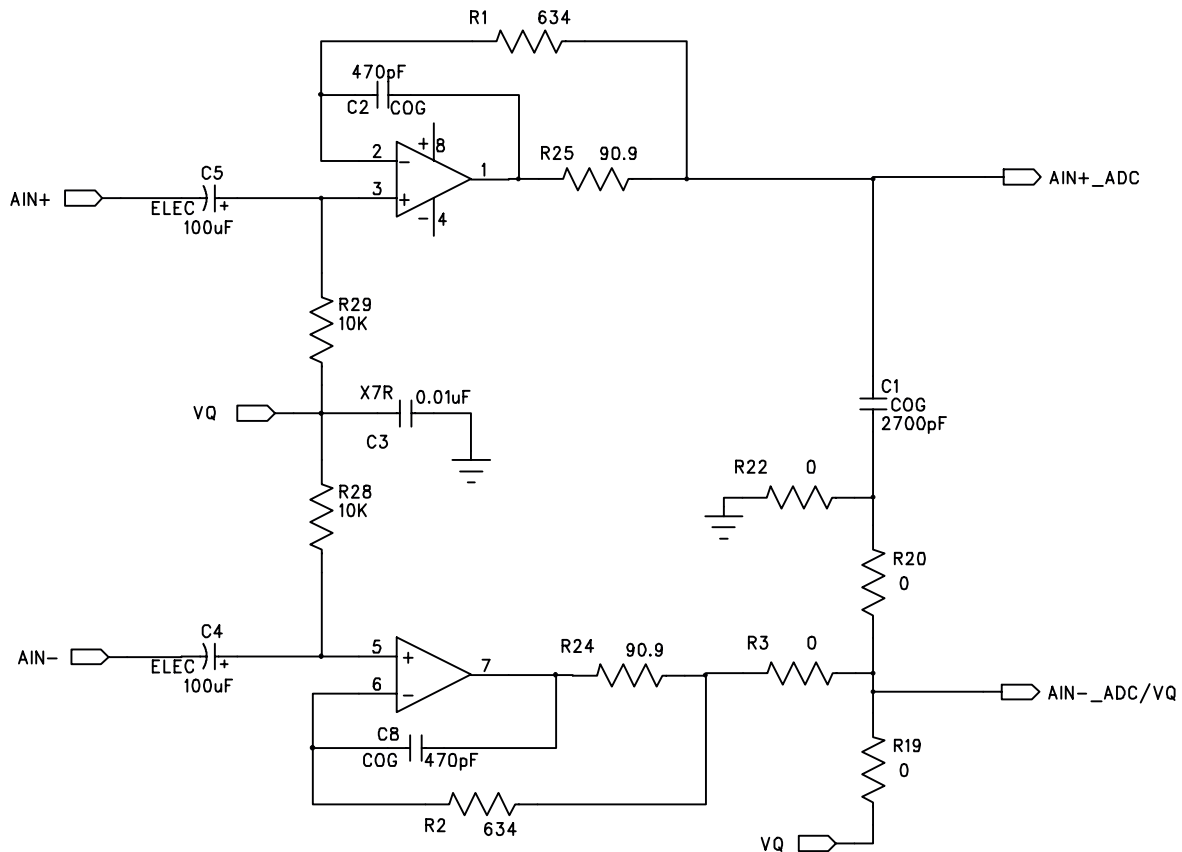 R1 634
470pF
C2 COG
+ 8
2 −
R25 90.9
1
C5
3 +
AIN+
AIN+_ADC
ELEC +
100uF
− 4
R29
10K
X7R 0.01uF
VQ
C3
C1
COG
2700pF
R22 0
R28
10K
R20
0
C4
5 +
R24 90.9
R3 0
AIN-
ELEC +
100uF
7
6 −
AIN-_ADC/VQ
C8
COG 470pF
R19
0
R2 634
VQ